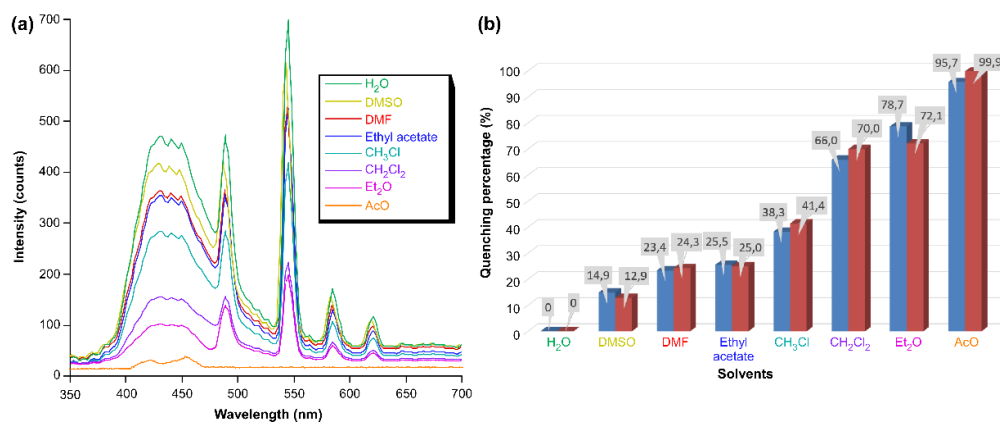 (a)
700
600
500
400
300
200
100
0
Intensity (counts)
350
400
450
500
550
600
650
700
Wavelength (nm)
H₂O
DMSO
DMF
Ethyl acetate
CH₃Cl
CH₂Cl₂
Et₂O
AcO
(b)
100
90
80
70
60
50
40
30
20
10
0
Quenching percentage (%)
0
0
14,9
12,9
23,4
24,3
25,5
25,0
38,3
41,4
66,0
70,0
78,7
72,1
95,7
99,9
H₂O
DMSO
DMF
Ethyl
acetate
CH₃Cl
CH₂Cl₂
Et₂O
AcO
Solvents